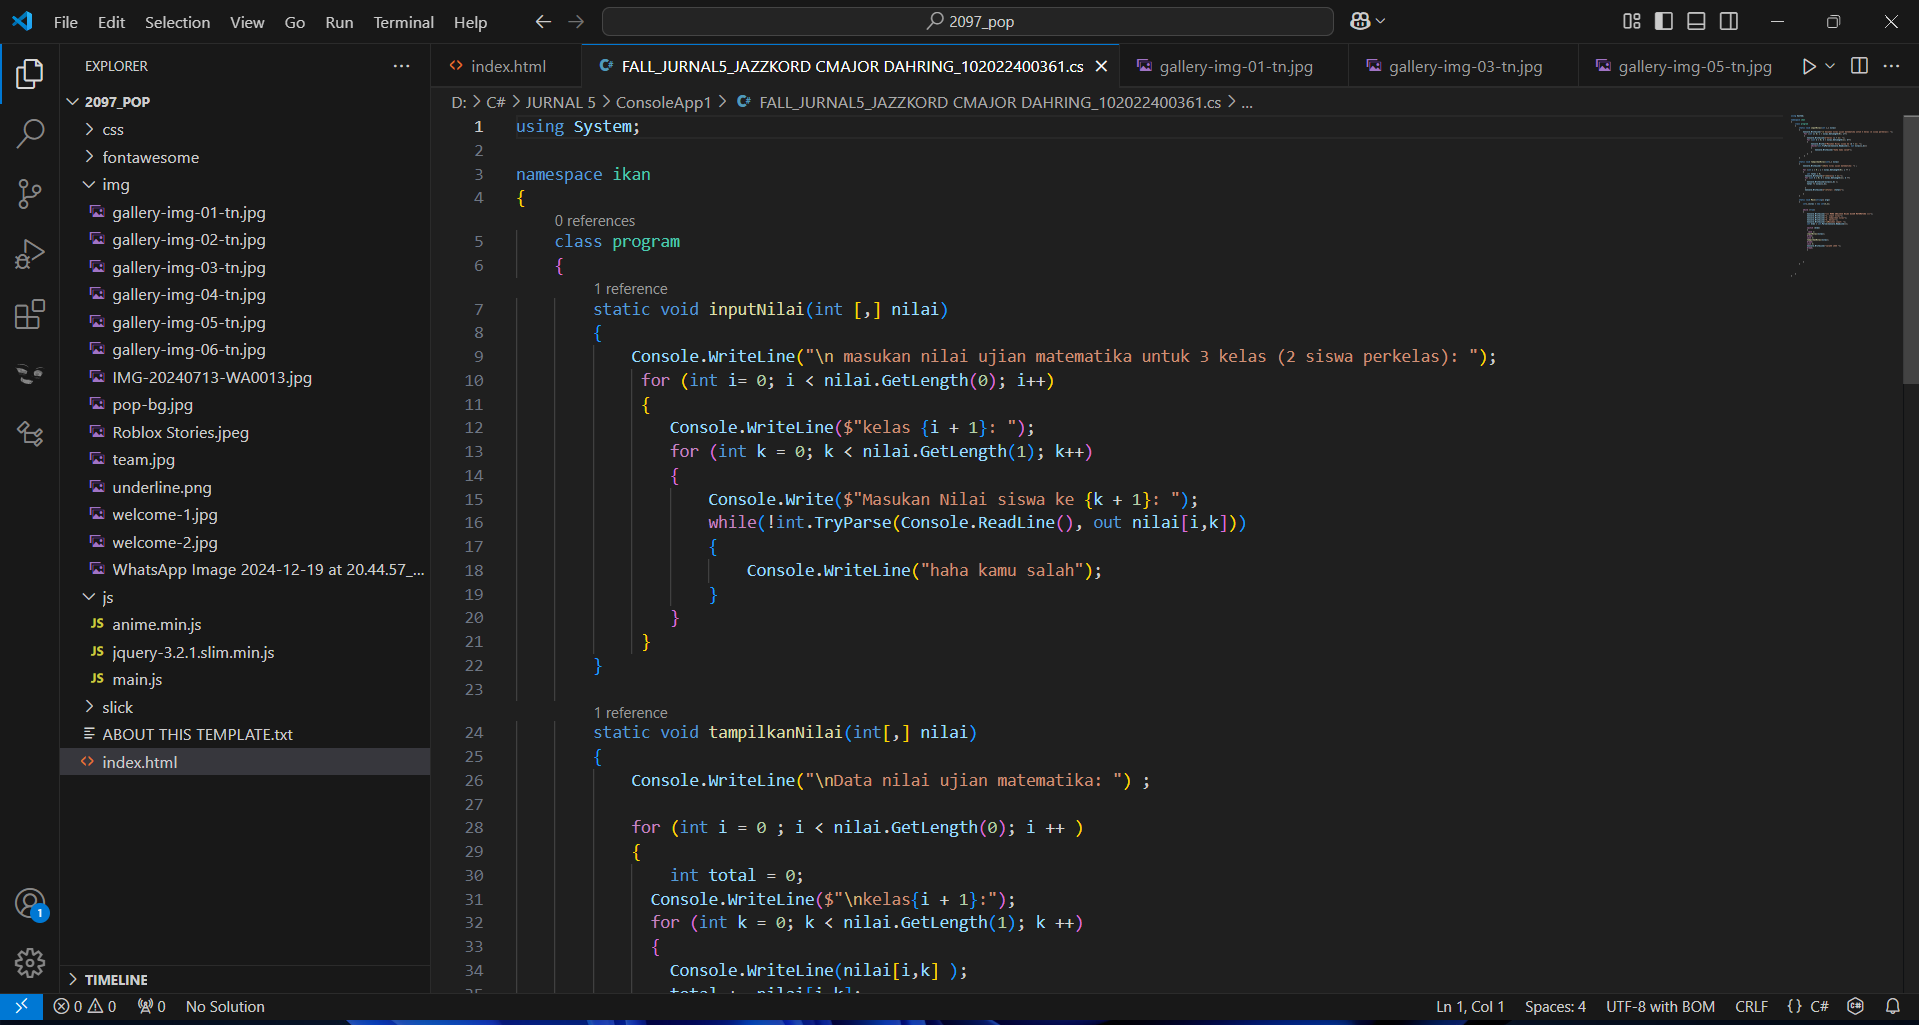 File Edit Selection View Go Run Terminal Help
2097_pop
EXPLORER
index.html
FALL_JURNAL5_JAZZKORD CMAJOR DAHRING_102022400361.cs
gallery-img-01-tn.jpg
gallery-img-03-tn.jpg
gallery-img-05-tn.jpg
2097_POP
css
fontawesome
img
gallery-img-01-tn.jpg
gallery-img-02-tn.jpg
gallery-img-03-tn.jpg
gallery-img-04-tn.jpg
gallery-img-05-tn.jpg
gallery-img-06-tn.jpg
IMG-20240713-WA0013.jpg
pop-bg.jpg
Roblox Stories.jpeg
team.jpg
underline.png
welcome-1.jpg
welcome-2.jpg
WhatsApp Image 2024-12-19 at 20.44.57_...
js
JS anime.min.js
JS jquery-3.2.1.slim.min.js
JS main.js
slick
ABOUT THIS TEMPLATE.txt
index.html
TIMELINE
D: > C# > JURNAL 5 > ConsoleApp1 > FALL_JURNAL5_JAZZKORD CMAJOR DAHRING_102022400361.cs > ...
1 using System;
2
3 namespace ikan
4 {
0 references
5 class program
6 {
1 reference
7 static void inputNilai(int [,] nilai)
8 {
9 Console.WriteLine("\n masukan nilai ujian matematika untuk 3 kelas (2 siswa perkelas): ");
10 for (int i= 0; i < nilai.GetLength(0); i++)
11 {
12 Console.WriteLine($"kelas {i + 1}: ");
13 for (int k = 0; k < nilai.GetLength(1); k++)
14 {
15 Console.Write($"Masukan Nilai siswa ke {k + 1}: ");
16 while(!int.TryParse(Console.ReadLine(), out nilai[i,k]))
17 {
18 Console.WriteLine("haha kamu salah");
19 }
20 }
21 }
22 }
23
1 reference
24 static void tampilkanNilai(int[,] nilai)
25 {
26 Console.WriteLine("\nData nilai ujian matematika: ") ;
27
28 for (int i = 0 ; i < nilai.GetLength(0); i ++ )
29 {
30 int total = 0;
31 Console.WriteLine($"\nkelas{i + 1}:");
32 for (int k = 0; k < nilai.GetLength(1); k ++)
33 {
34 Console.WriteLine(nilai[i,k] );
1
0 0 0 No Solution
Ln 1, Col 1 Spaces: 4 UTF-8 with BOM CRLF {} C#